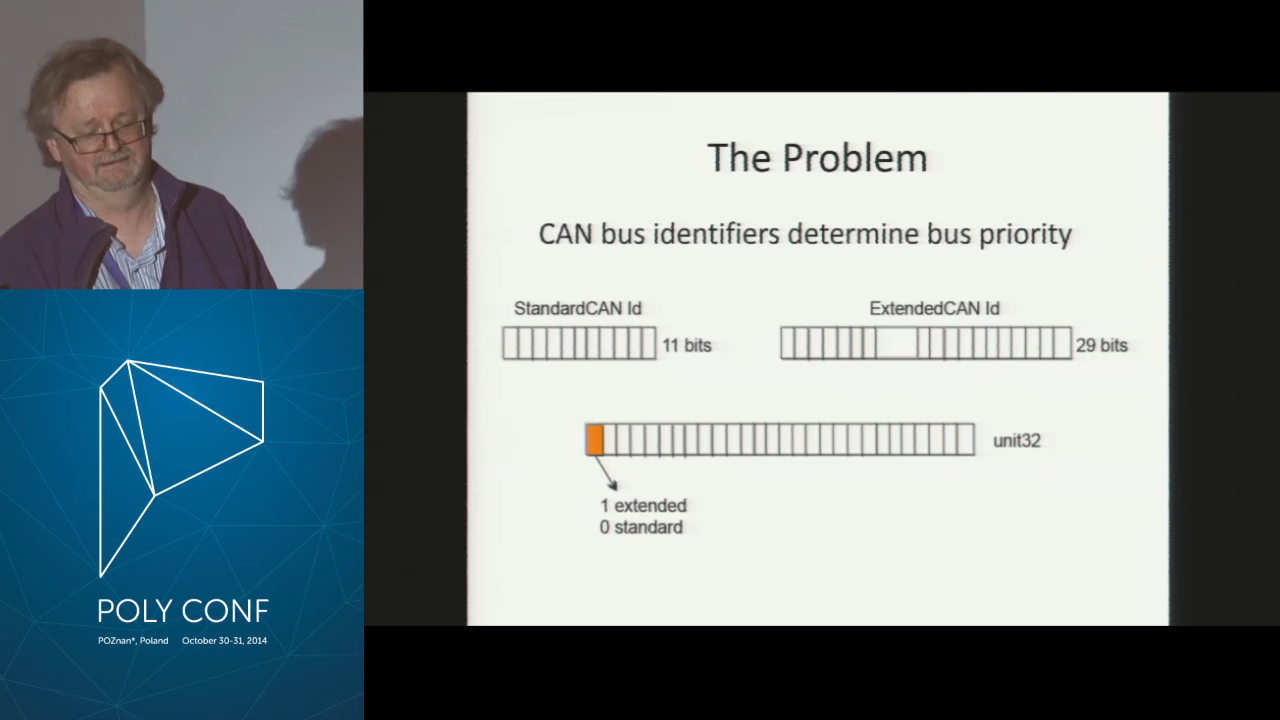 The Problem
CAN bus identifiers determine bus priority
StandardCAN Id
ExtendedCAN Id
11 bits
29 bits
unit32
1 extended
0 standard
POLY CONF
POZnan*, Poland October 30-31, 2014